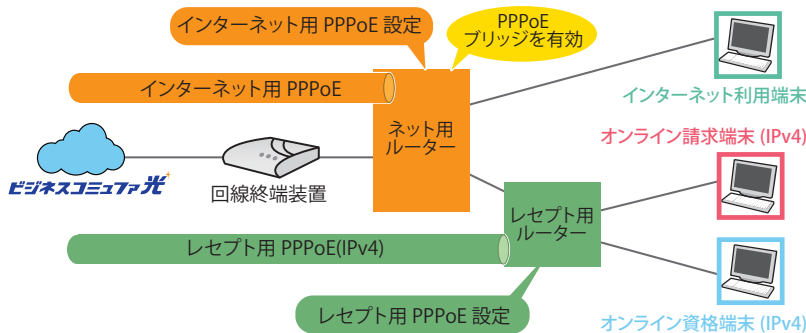 インターネット用 PPPoE 設定
PPPoE
ブリッジを有効
インターネット用 PPPoE
ネット用
ルーター
インターネット利用端末
オンライン請求端末 (IPv4)
ビジネスコミュファ光
回線終端装置
レセプト用
ルーター
レセプト用 PPPoE(IPv4)
レセプト用 PPPoE 設定
オンライン資格端末 (IPv4)